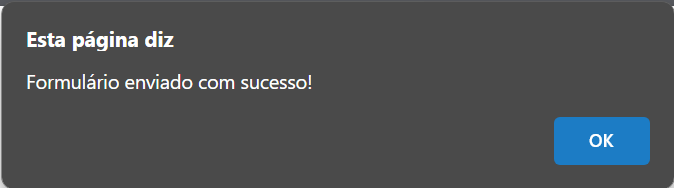 Esta página diz
Formulário enviado com sucesso!
OK